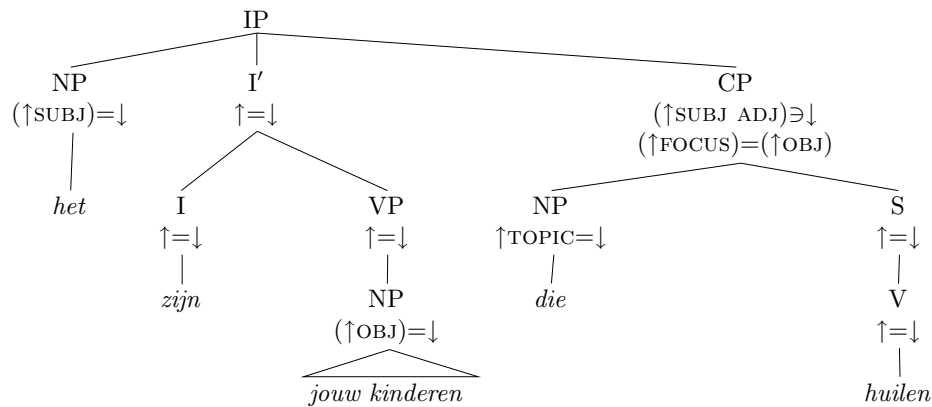 IP
NP I′ CP
(↑SUBJ)=↓ ↑=↓ (↑SUBJ ADJ)∋↓
(↑FOCUS)=(↑OBJ)
het I VP NP S
↑=↓ ↑=↓ ↑TOPIC=↓ ↑=↓
zijn NP die V
(↑OBJ)=↓ ↑=↓
jouw kinderen huilen